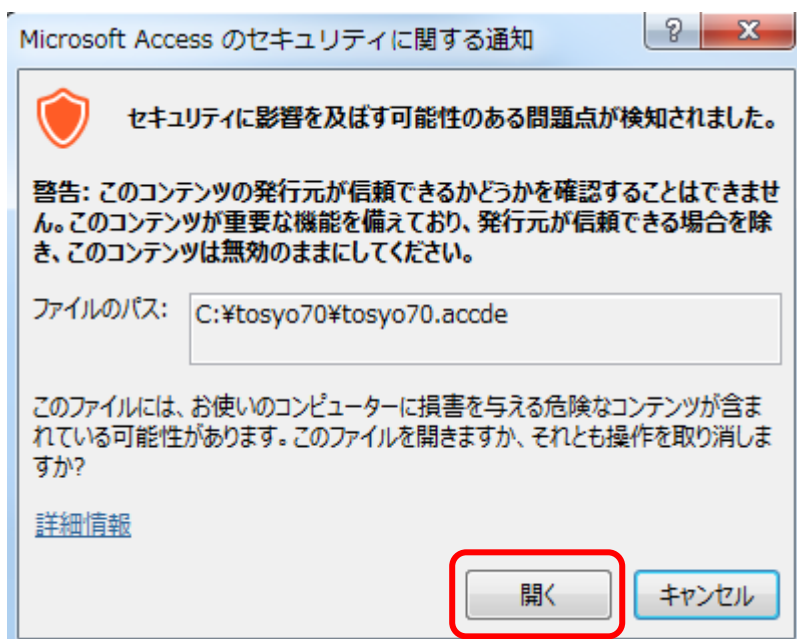 Microsoft Access のセキュリティに関する通知
セキュリティに影響を及ぼす可能性のある問題点が検知されました。
警告: このコンテンツの発行元が信頼できるかどうかを確認することはできませ
ん。このコンテンツが重要な機能を備えており、発行元が信頼できる場合を除
き、このコンテンツは無効のままにしてください。
ファイルのパス: C:¥tosyo70¥tosyo70.accde
このファイルには、お使いのコンピューターに損害を与える危険なコンテンツが含ま
れている可能性があります。このファイルを開きますか、それとも操作を取り消しま
すか?
詳細情報
開く キャンセル